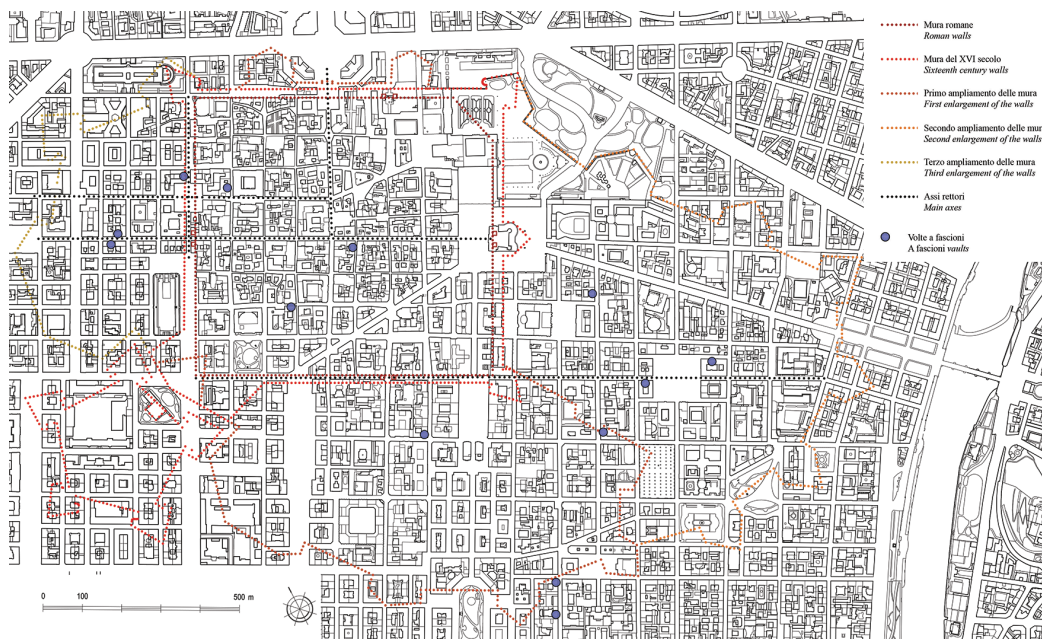 Mura romane
Roman walls
Mura del XVI secolo
Sixteenth century walls
Primo ampliamento delle mura
First enlargement of the walls
Secondo ampliamento delle mur
Second enlargement of the walls
Terzo ampliamento delle mura
Third enlargement of the walls
Assi rettori
Main axes
Volte a fascioni
A fascioni vaults
0 100 500 m